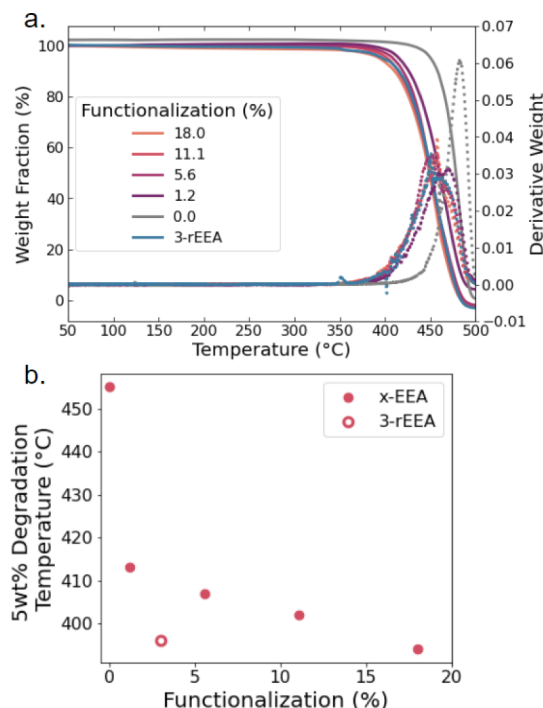 a.
Weight Fraction (%)
100
80
60
40
20
0
Functionalization (%)
18.0
11.1
5.6
1.2
0.0
3-rEEA
0.07
0.06
0.05
0.04
0.03
0.02
0.01
0.00
−0.01
Derivative Weight
50 100 150 200 250 300 350 400 450 500
Temperature (°C)
b.
5wt% Degradation
Temperature (°C)
450
440
430
420
410
400
x-EEA
3-rEEA
0 5 10 15 20
Functionalization (%)